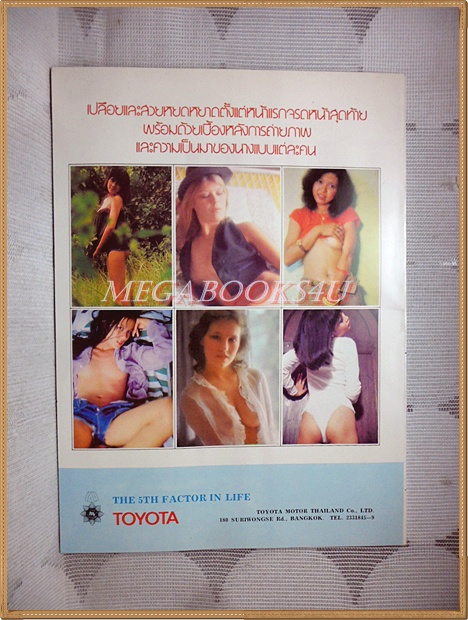 เปลือยและสวยหยดหยาดตั้งแต่หน้าแรกจรดหน้าสุดท้าย
พร้อมด้วยเบื้องหลังการถ่ายภาพ
และความเป็นมาของนางแบบแต่ละคน
MEGABOOKS4U
THE 5TH FACTOR IN LIFE
TOYOTA
TOYOTA MOTOR THAILAND Co., LTD.
180 SURIWONGSE Rd., BANGKOK. TEL. 2331845-9